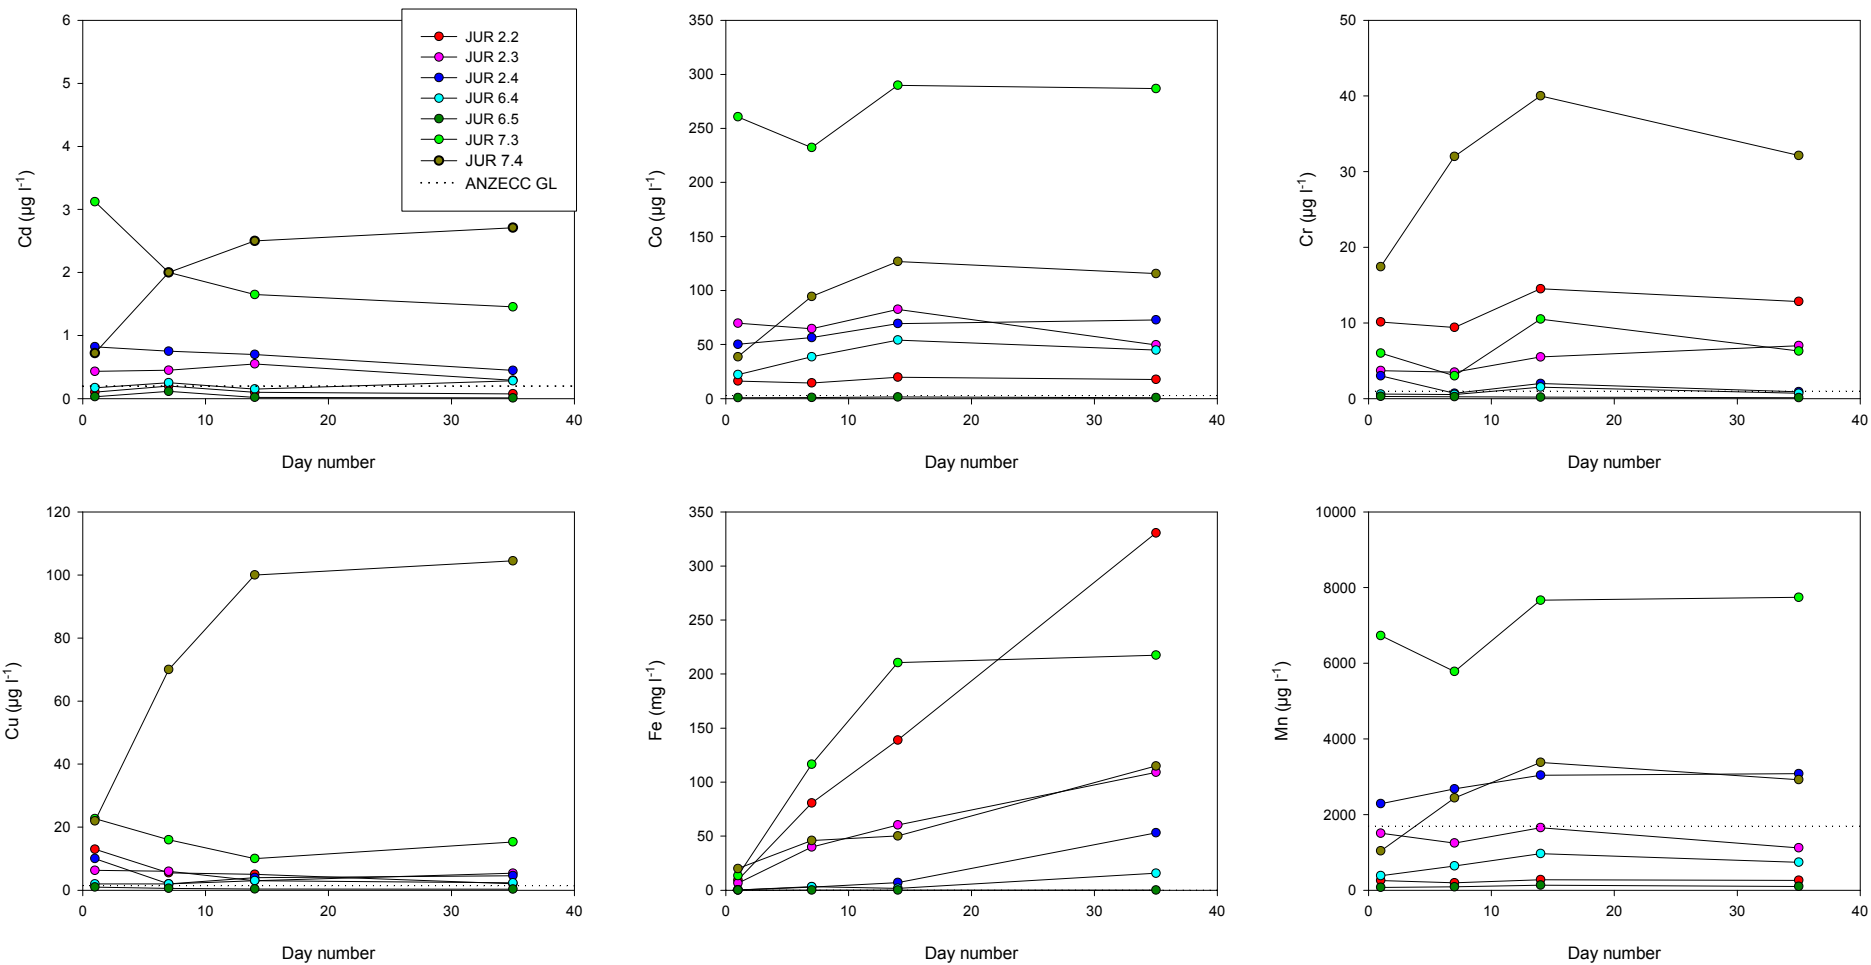 6
5
4
3
2
1
0
0 10 20 30 40
Cd (µg l⁻¹)
Day number
JUR 2.2
JUR 2.3
JUR 2.4
JUR 6.4
JUR 6.5
JUR 7.3
JUR 7.4
ANZECC GL
350
300
250
200
150
100
50
0
0 10 20 30 40
Co (µg l⁻¹)
Day number
50
40
30
20
10
0
0 10 20 30 40
Cr (µg l⁻¹)
Day number
120
100
80
60
40
20
0
0 10 20 30 40
Cu (µg l⁻¹)
Day number
350
300
250
200
150
100
50
0
0 10 20 30 40
Fe (mg l⁻¹)
Day number
10000
8000
6000
4000
2000
0
0 10 20 30 40
Mn (µg l⁻¹)
Day number